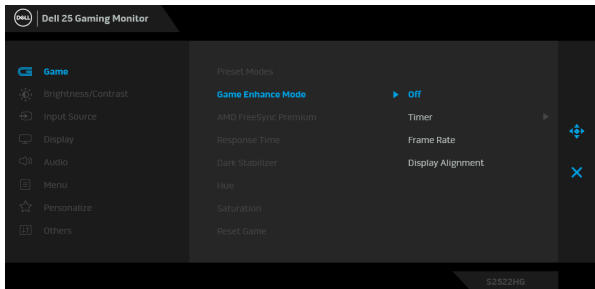 DELL Dell 25 Gaming Monitor
Game
Brightness/Contrast
Input Source
Display
Audio
Menu
Personalize
Others
Preset Modes
Game Enhance Mode
AMD FreeSync Premium
Response Time
Dark Stabilizer
Hue
Saturation
Reset Game
Off
Timer
Frame Rate
Display Alignment
S2522HG